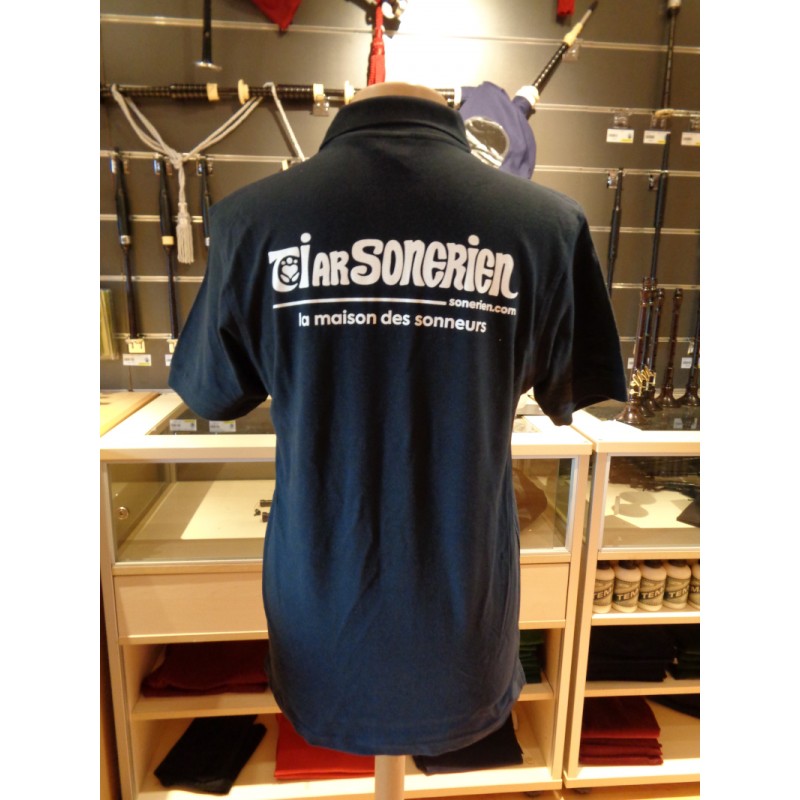 Ti ar Sonerien
sonerien.com
la maison des sonneurs